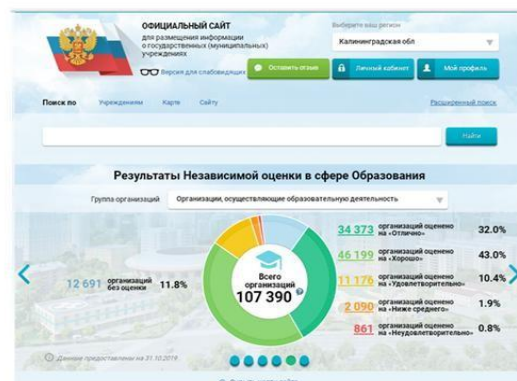 ОФИЦИАЛЬНЫЙ САЙТ
для размещения информации
о государственных (муниципальных)
учреждениях
Версия для слабовидящих
Выберите ваш регион
Калининградская обл
Оставить отзыв
Личный кабинет
Мой профиль
Поиск по
Учреждениям
Карте
Сайту
Расширенный поиск
Найти
Результаты Независимой оценки в сфере Образования
Группа организаций
Организации, осуществляющие образовательную деятельность
12 691 организаций без оценки 11.8%
Всего
организаций
107 390
34 373 организаций оценено на «Отлично» 32.0%
46 199 организаций оценено на «Хорошо» 43.0%
11 176 организаций оценено на «Удовлетворительно» 10.4%
2 090 организаций оценено на «Ниже среднего» 1.9%
861 организаций оценено на «Неудовлетворительно» 0.8%
Данные предоставлены на 31.10.2019